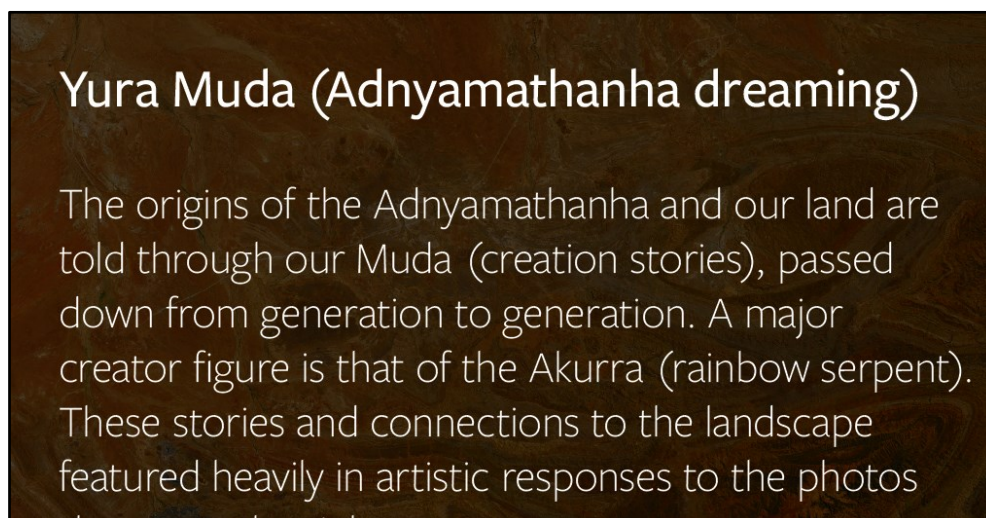 Yura Muda (Adnyamathanha dreaming)
The origins of the Adnyamathanha and our land are
told through our Muda (creation stories), passed
down from generation to generation. A major
creator figure is that of the Akurra (rainbow serpent).
These stories and connections to the landscape
featured heavily in artistic responses to the photos